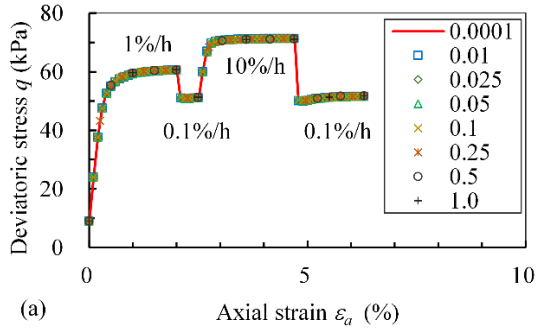 Deviatoric stress q (kPa)
80
60
40
20
0
0
5
10
Axial strain εa (%)
(a)
1%/h
0.1%/h
10%/h
0.1%/h
0.0001
0.01
0.025
0.05
0.1
0.25
0.5
1.0